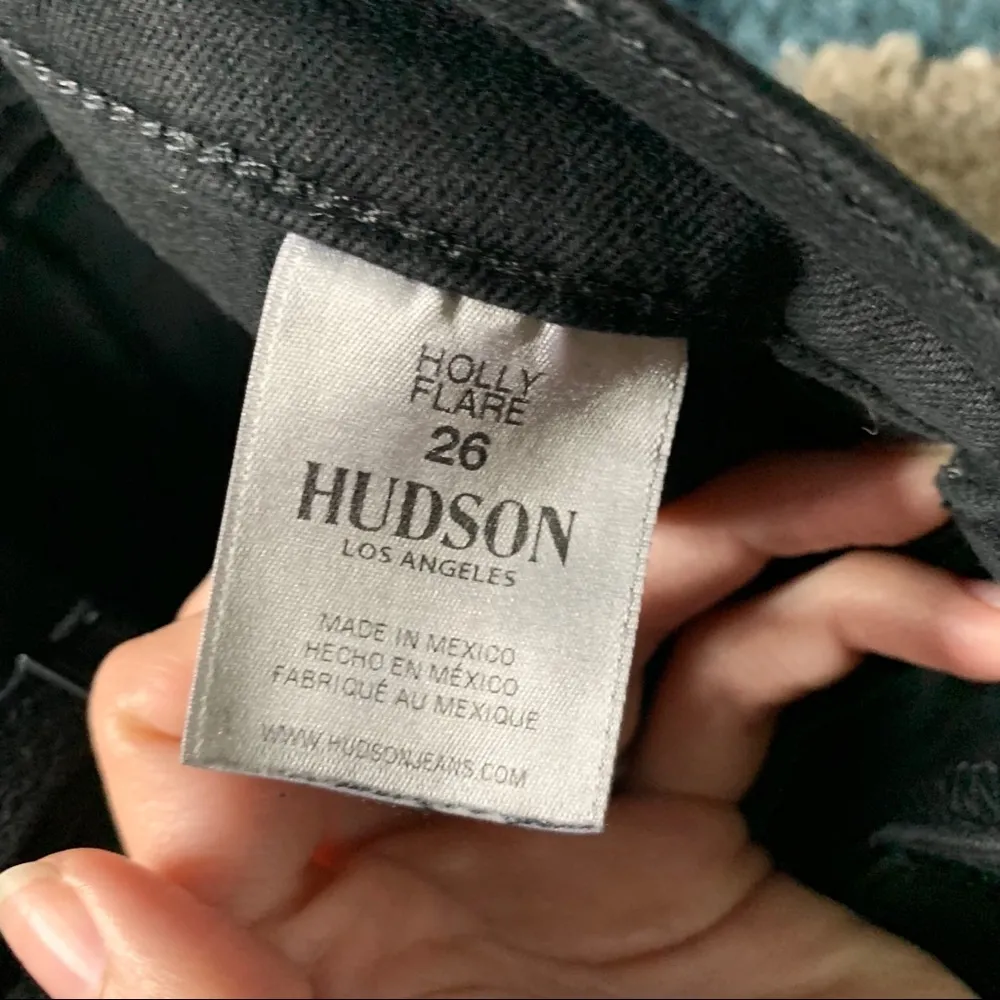 HOLLY
FLARE
26
HUDSON
LOS ANGELES
MADE IN MEXICO
HECHO EN MÉXICO
FABRIQUÉ AU MEXIQUE
WWW.HUDSONJEANS.COM